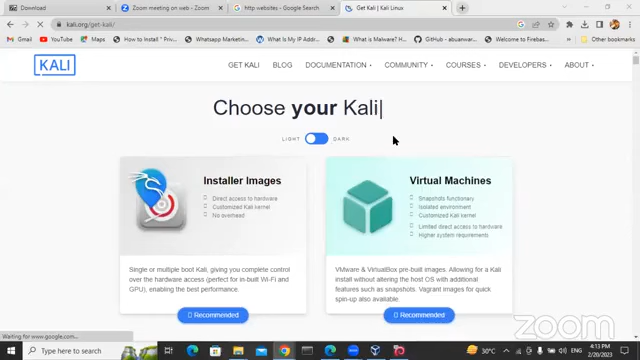 Download
Zoom meeting on web - Zoom
http websites - Google Search
Get Kali | Kali Linux
kali.org/get-kali/
Gmail
YouTube
Maps
Whatsapp Marketing...
What Is My IP Addre...
What is Malware? H...
GitHub - abuanwar...
Welcome to Firebas...
Other bookmarks
KALI
GET KALI
BLOG
DOCUMENTATION
COMMUNITY
COURSES
DEVELOPERS
ABOUT
Choose your Kali
LIGHT
DARK
Installer Images
Direct access to hardware
Customized Kali kernel
No overhead
Single or multiple boot Kali, giving you complete control
over the hardware access (perfect for in-built Wi-Fi and
GPU), enabling the best performance.
Recommended
Virtual Machines
Snapshots functionary
Isolated environment
Customized Kali kernel
Limited direct access to hardware
Higher system requirements
VMware & VirtualBox pre-built images. Allowing for a Kali
install without altering the host OS with additional
features such as snapshots. Vagrant images for quick
spin-up also available.
Recommended
Waiting for www.google.com...
zoom
Type here to search
30°C
ENG
4:13 PM
2/20/2023